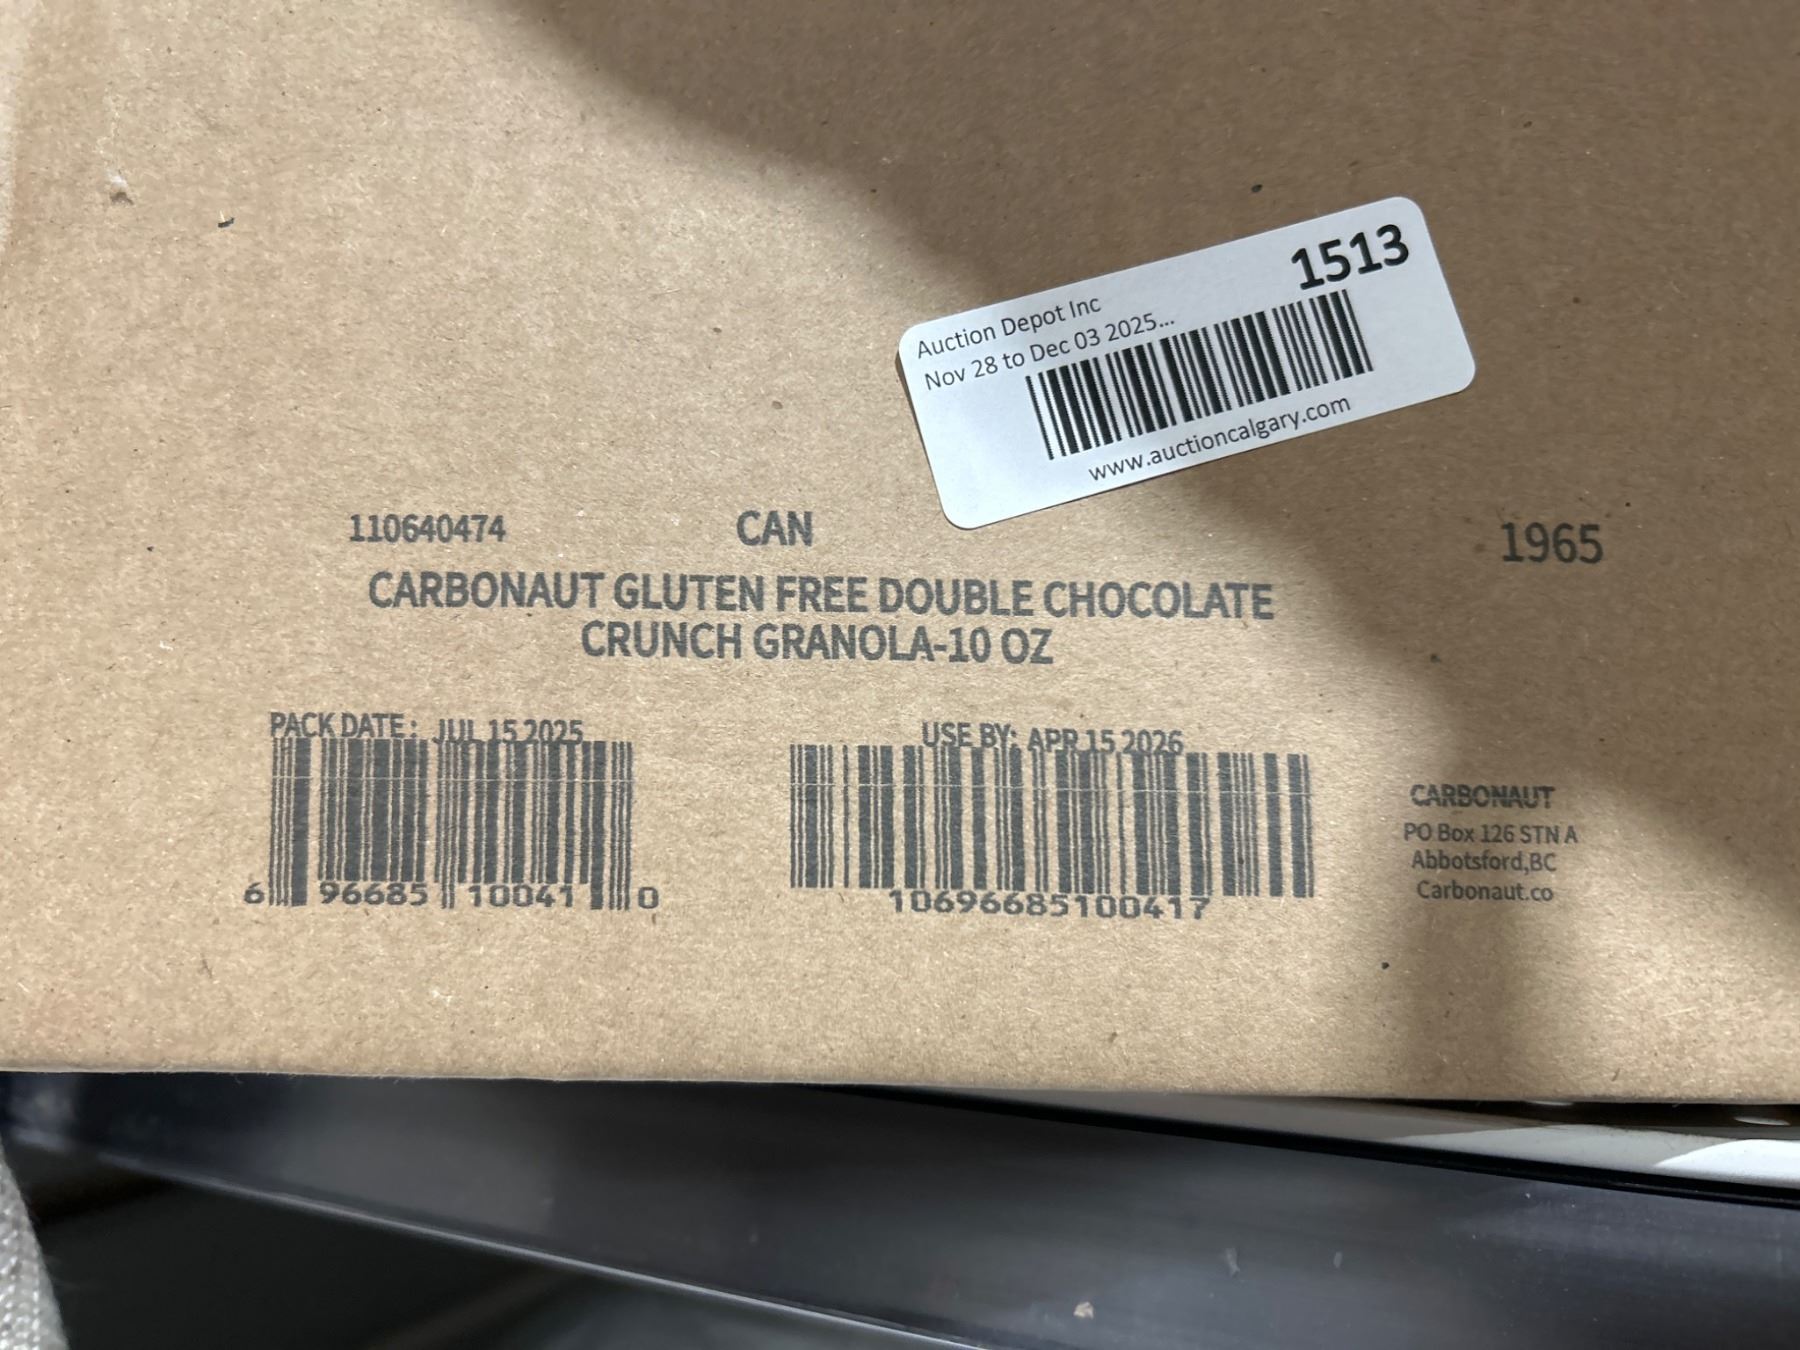 1513
Auction Depot Inc
Nov 28 to Dec 03 2025...
www.auctioncalgary.com
110640474 CAN 1965
CARBONAUT GLUTEN FREE DOUBLE CHOCOLATE
CRUNCH GRANOLA-10 OZ
PACK DATE: JUL 15 2025 USE BY: APR 15 2026
6 96685 10041 0
10696685100417
CARBONAUT
PO Box 126 STN A
Abbotsford,BC
Carbonaut.co